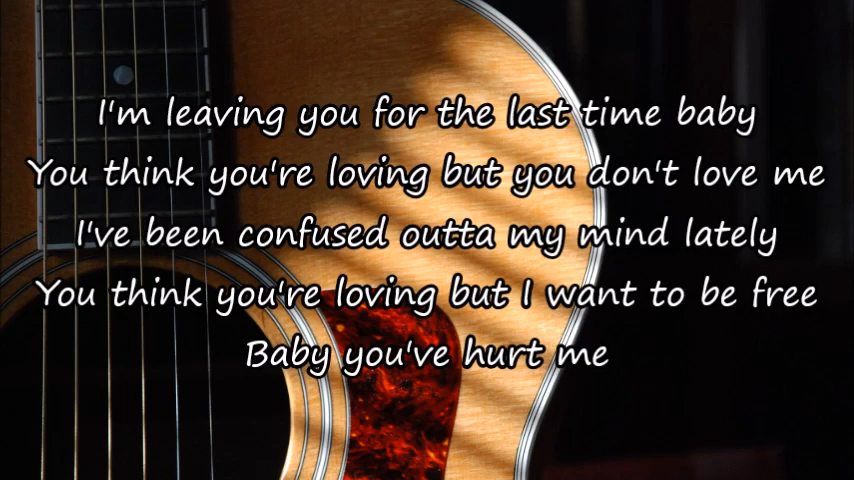 I'm leaving you for the last time baby
You think you're loving but you don't love me
I've been confused outta my mind lately
You think you're loving but I want to be free
Baby you've hurt me